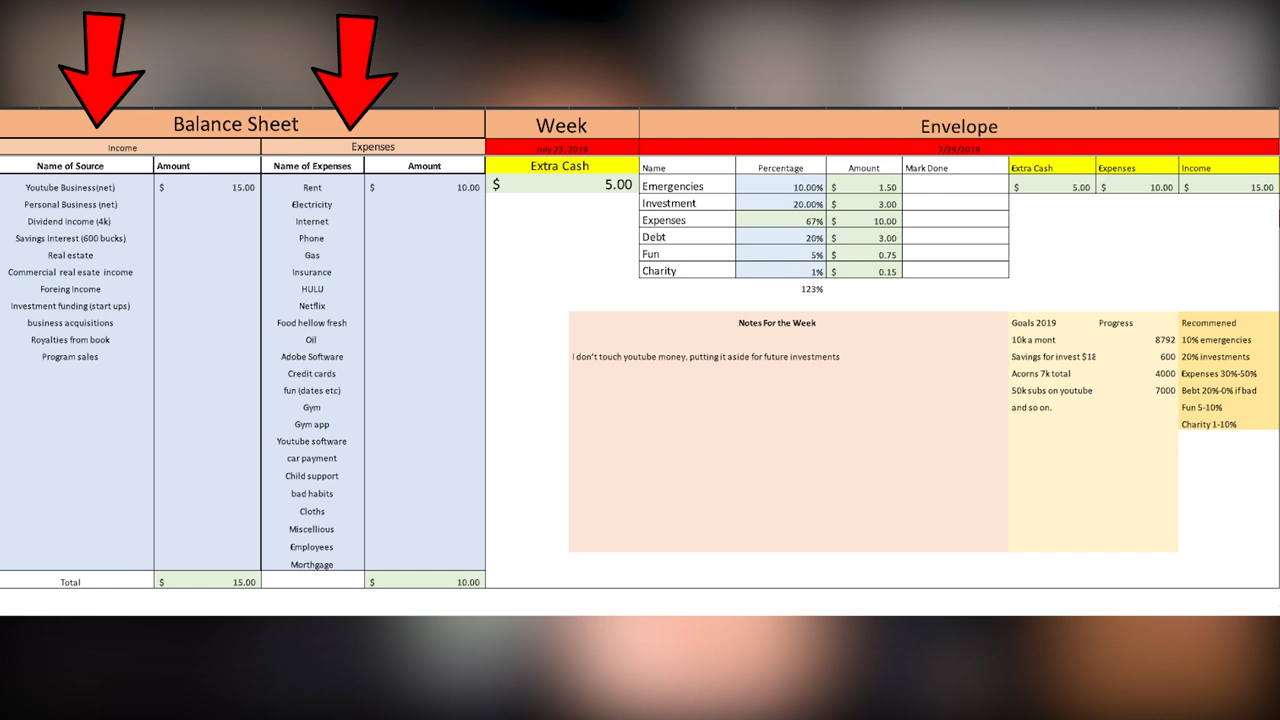 Balance Sheet Week Envelope
Income Expenses July 23, 2019 7/29/2019
Name of Source Amount Name of Expenses Amount Extra Cash Name Percentage Amount Mark Done Extra Cash Expenses Income
Youtube Business(net) $ 15.00 Rent $ 10.00 $ 5.00 Emergencies 10.00% $ 1.50 $ 5.00 $ 10.00 $ 15.00
Personal Business (net) Electricity Investment 20.00% $ 3.00
Dividend Income (4k) Internet Expenses 67% $ 10.00
Savings Interest (600 bucks) Phone Debt 20% $ 3.00
Real estate Gas Fun 5% $ 0.75
Commercial real esate income Insurance Charity 1% $ 0.15
Foreing Income HULU 123%
Investment funding (start ups) Netflix
business acquisitions Food hellow fresh Notes For the Week Goals 2019 Progress Recommened
Royalties from book Oil 10k a mont 8792 10% emergencies
Program sales Adobe Software I don't touch youtube money, putting it aside for future investments Savings for invest $18 600 20% investments
Credit cards Acorns 7k total 4000 Expenses 30%-50%
fun (dates etc) 50k subs on youtube 7000 Bebt 20%-0% if bad
Gym and so on. Fun 5-10%
Gym app Charity 1-10%
Youtube software
car payment
Child support
bad habits
Cloths
Miscellious
Employees
Morthgage
Total $ 15.00 $ 10.00